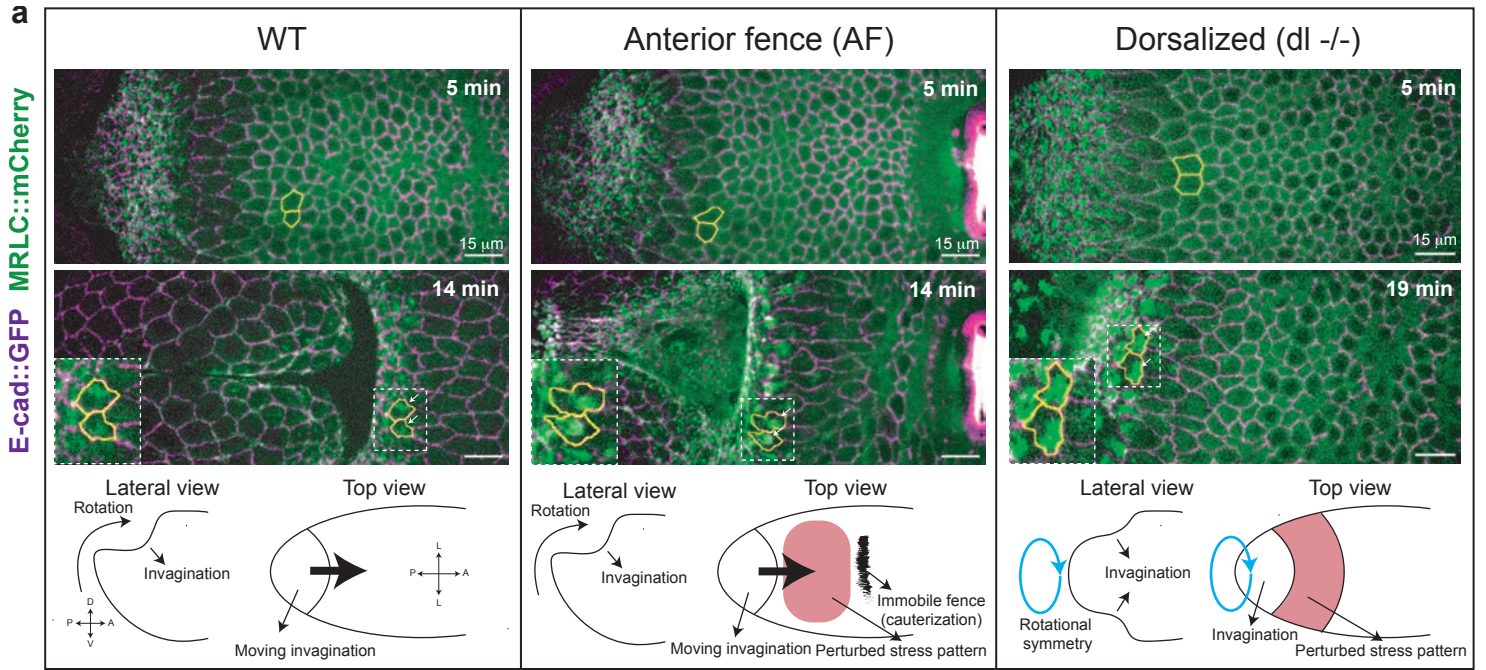 a
E-cad::GFP MRLC::mCherry
WT
5 min
15 μm
14 min
Lateral view
Top view
Rotation
Invagination
D
P
A
V
L
P
A
L
Moving invagination
Anterior fence (AF)
5 min
15 μm
14 min
Lateral view
Top view
Rotation
Invagination
Immobile fence
(cauterization)
Moving invagination
Perturbed stress pattern
Dorsalized (dl -/-)
5 min
15 μm
19 min
Lateral view
Top view
Invagination
Rotational
symmetry
Invagination
Perturbed stress pattern